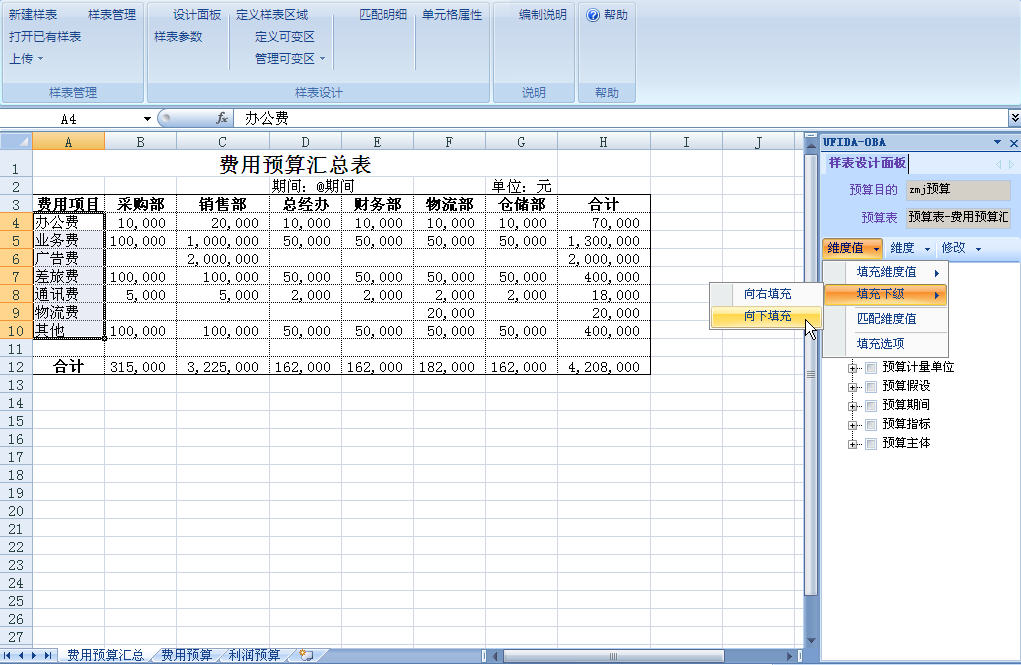 新建样表 样表管理 设计面板 定义样表区域 匹配明细 单元格属性 编制说明 帮助
打开已有样表 样表参数 定义可变区
上传 管理可变区
样表管理 样表设计 说明 帮助
A4 fx 办公费
A B C D E F G H I J
1 费用预算汇总表
2 期间: @期间 单位: 元
3 费用项目 采购部 销售部 总经办 财务部 物流部 仓储部 合计
4 办公费 10,000 20,000 10,000 10,000 10,000 10,000 70,000
5 业务费 100,000 1,000,000 50,000 50,000 50,000 50,000 1,300,000
6 广告费 2,000,000 2,000,000
7 差旅费 100,000 100,000 50,000 50,000 50,000 50,000 400,000
8 通讯费 5,000 5,000 2,000 2,000 2,000 2,000 18,000
9 物流费 20,000 20,000
10 其他 100,000 100,000 50,000 50,000 50,000 50,000 400,000
11
12 合计 315,000 3,225,000 162,000 162,000 182,000 162,000 4,208,000
13
14
15
16
17
18
19
20
21
22
23
24
25
26
27
费用预算汇总 费用预算 利润预算
UFIDA-OBA
样表设计面板
预算目的 zmj预算
预算表 预算表-费用预算汇
维度值 维度 修改
填充维度值
填充下级
匹配维度值
填充选项
向右填充
向下填充
预算计量单位
预算假设
预算期间
预算指标
预算主体